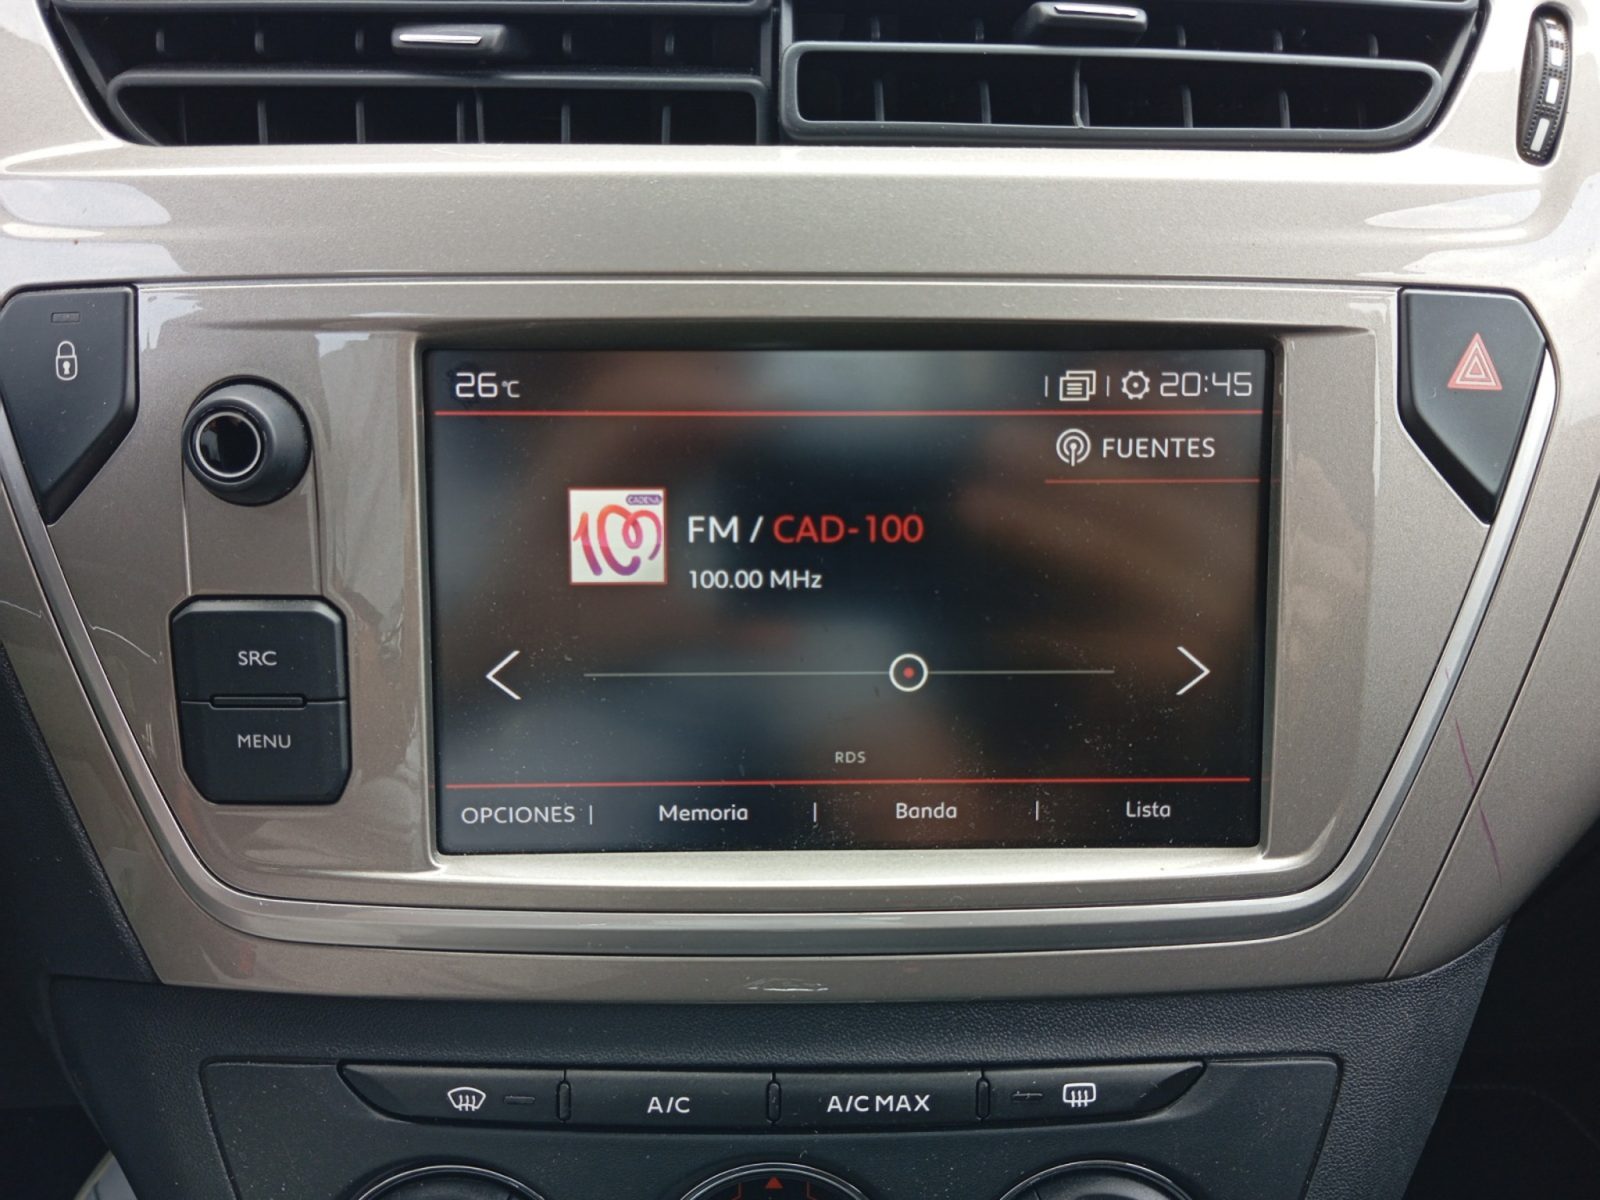 26°C
20:45
FUENTES
CADENA
100
FM / CAD-100
100.00 MHz
SRC
MENU
RDS
OPCIONES | Memoria | Banda | Lista
A/C
A/C MAX